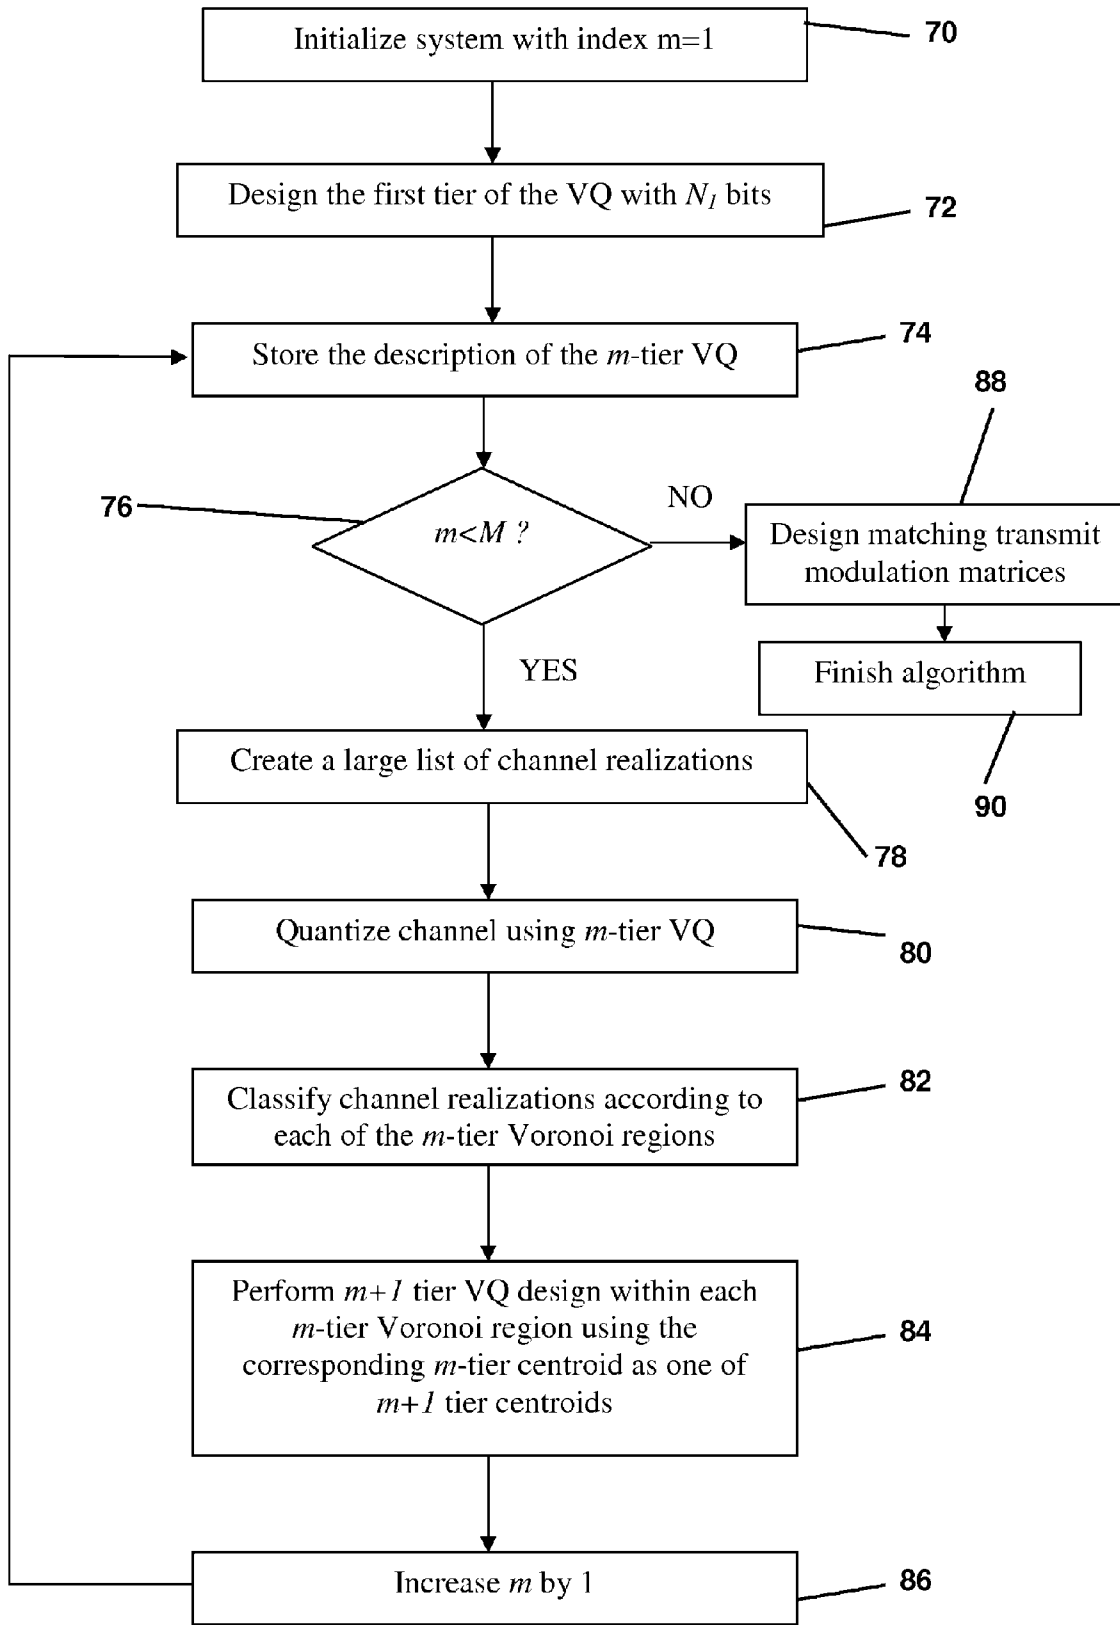 Initialize system with index m=1
70
Design the first tier of the VQ with N1 bits
72
Store the description of the m-tier VQ
74
88
76
m<M ?
NO
Design matching transmit
modulation matrices
YES
Finish algorithm
90
Create a large list of channel realizations
78
Quantize channel using m-tier VQ
80
Classify channel realizations according to
each of the m-tier Voronoi regions
82
Perform m+1 tier VQ design within each
m-tier Voronoi region using the
corresponding m-tier centroid as one of
m+1 tier centroids
84
Increase m by 1
86